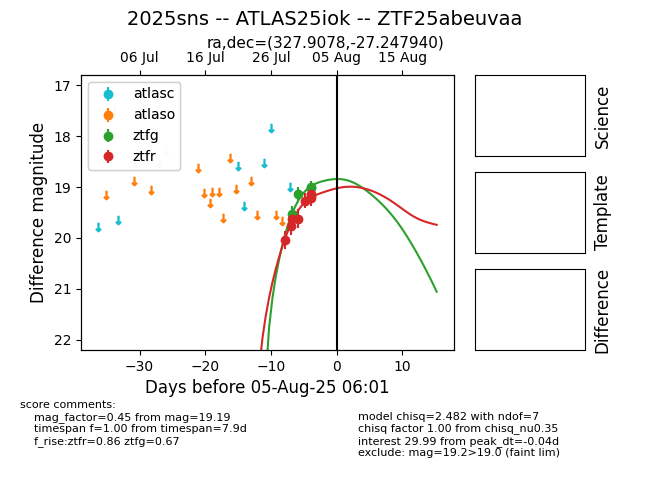 2025sns -- ATLAS25iok -- ZTF25abeuvaa
ra,dec=(327.9078,-27.247940)
06 Jul 16 Jul 26 Jul 05 Aug 15 Aug
atlasc
atlaso
ztfg
ztfr
17
18
19
20
21
22
Difference magnitude
−30 −20 −10 0 10
Days before 05-Aug-25 06:01
Science
Template
Difference
score comments:
mag_factor=0.45 from mag=19.19
timespan f=1.00 from timespan=7.9d
f_rise:ztfr=0.86 ztfg=0.67
model chisq=2.482 with ndof=7
chisq factor 1.00 from chisq_nu0.35
interest 29.99 from peak_dt=-0.04d
exclude: mag=19.2>19.0 (faint lim)